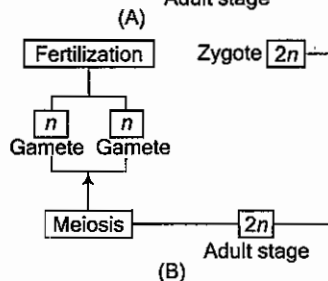 Adult stage
(A)
Fertilization
Zygote 2n
n n
Gamete Gamete
Meiosis 2n
Adult stage
(B)